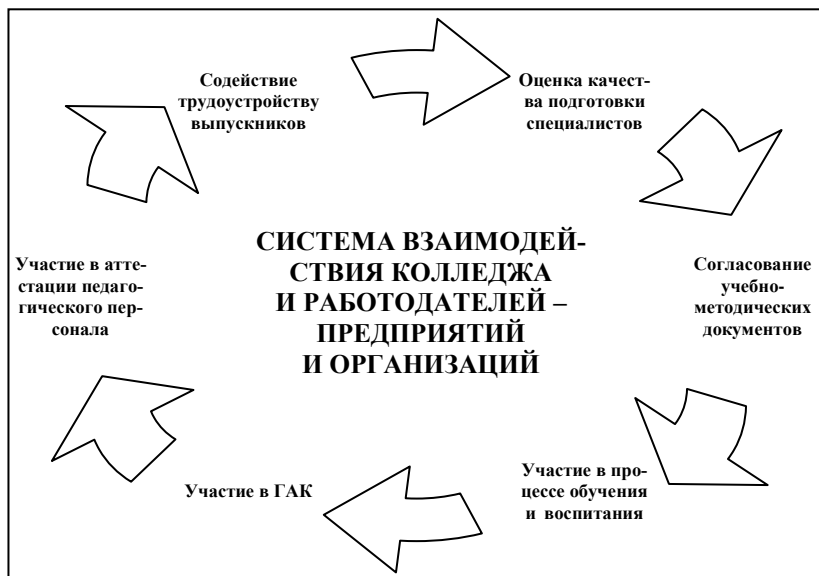 Содействие
трудоустройству
выпускников
Оценка качест-
ва подготовки
специалистов
СИСТЕМА ВЗАИМОДЕЙ-
СТВИЯ КОЛЛЕДЖА
И РАБОТОДАТЕЛЕЙ –
ПРЕДПРИЯТИЙ
И ОРГАНИЗАЦИЙ
Участие в атте-
стации педаго-
гического пер-
сонала
Согласование
учебно-
методических
документов
Участие в ГАК
Участие в про-
цессе обучения
и воспитания